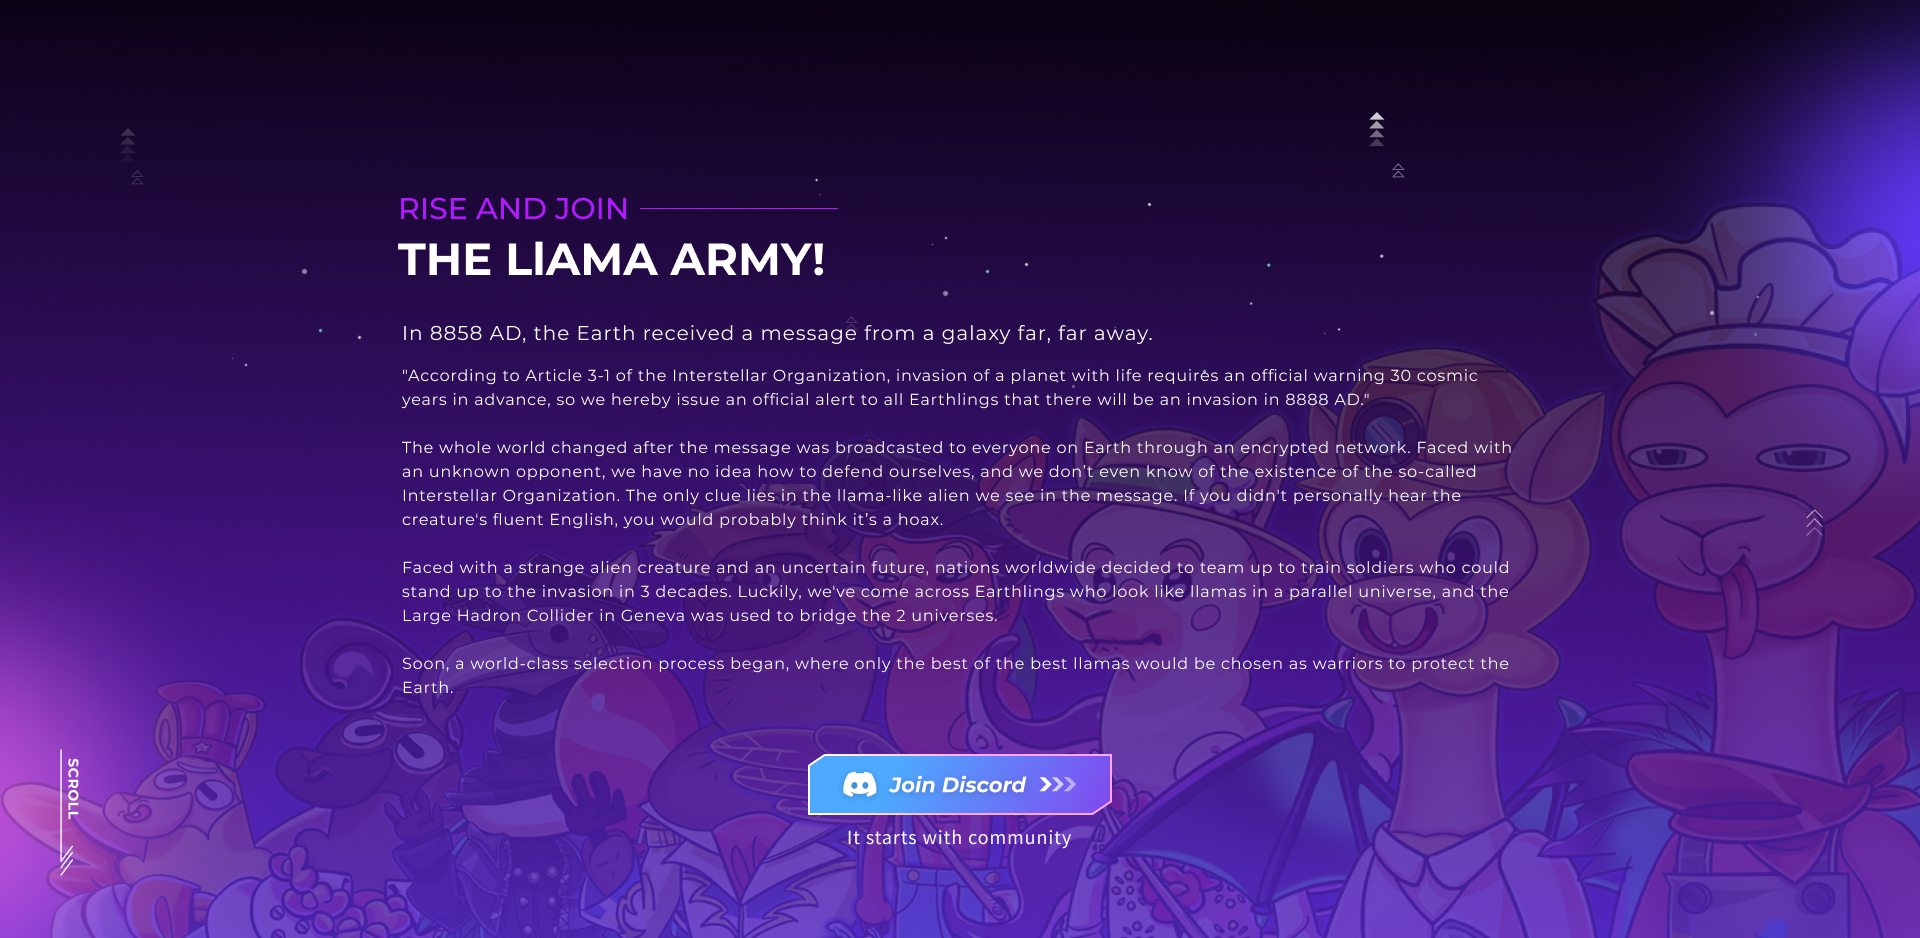 RISE AND JOIN
THE LlAMA ARMY!
In 8858 AD, the Earth received a message from a galaxy far, far away.
"According to Article 3-1 of the Interstellar Organization, invasion of a planet with life requires an official warning 30 cosmic
years in advance, so we hereby issue an official alert to all Earthlings that there will be an invasion in 8888 AD."
The whole world changed after the message was broadcasted to everyone on Earth through an encrypted network. Faced with
an unknown opponent, we have no idea how to defend ourselves, and we don’t even know of the existence of the so-called
Interstellar Organization. The only clue lies in the llama-like alien we see in the message. If you didn't personally hear the
creature's fluent English, you would probably think it’s a hoax.
Faced with a strange alien creature and an uncertain future, nations worldwide decided to team up to train soldiers who could
stand up to the invasion in 3 decades. Luckily, we've come across Earthlings who look like llamas in a parallel universe, and the
Large Hadron Collider in Geneva was used to bridge the 2 universes.
Soon, a world-class selection process began, where only the best of the best llamas would be chosen as warriors to protect the
Earth.
SCROLL
Join Discord
It starts with community